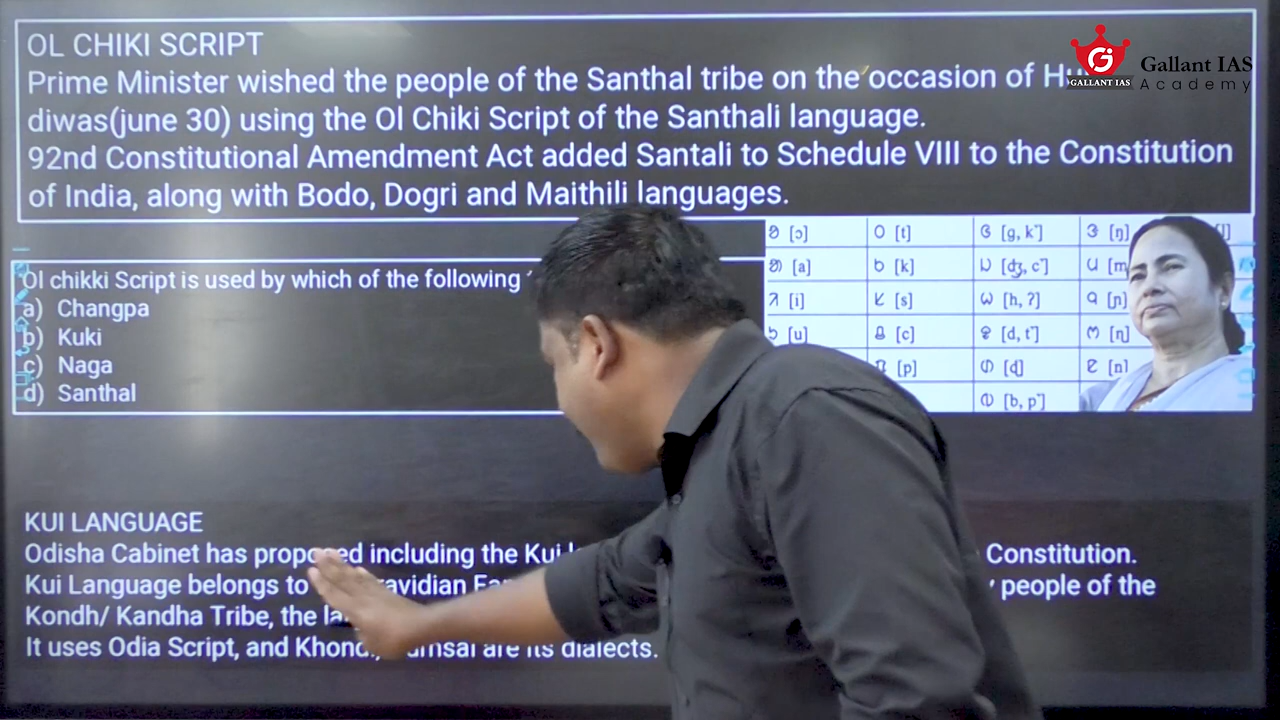 OL CHIKI SCRIPT
Prime Minister wished the people of the Santhal tribe on the occasion of
diwas(june 30) using the Ol Chiki Script of the Santhali language.
92nd Constitutional Amendment Act added Santali to Schedule VIII to the Constitution
of India, along with Bodo, Dogri and Maithili languages.
Gi
GALLANT IAS
Gallant IAS
Academy
Ol chikki Script is used by which of the following
a) Changpa
b) Kuki
c) Naga
d) Santhal
ᱚ [ɔ] ᱛ [t] ᱜ [g, k'] ᱝ [ŋ]
ᱟ [a] ᱠ [k] ᱡ [dʒ, c'] ᱢ [m
ᱤ [i] ᱥ [s] ᱦ [h, ʔ] ᱧ [ɲ]
ᱩ [u] ᱪ [c] ᱫ [d, t'] ᱬ [ɳ]
[p] ᱰ [ɖ] ᱱ [n]
ᱵ [b, p']
KUI LANGUAGE
Odisha Cabinet has proposed including the Kui Constitution.
Kui Language belongs to people of the
Kondh/ Kandha Tribe, the
It uses Odia Script, and are its dialects.